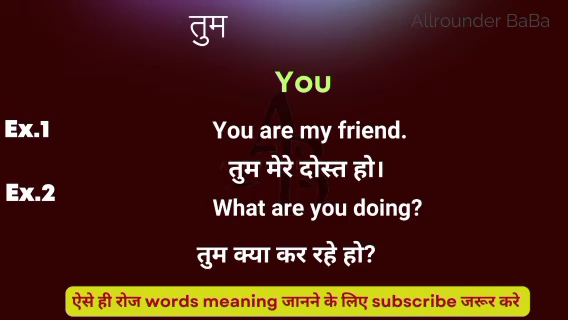 Allrounder BaBa
तुम
You
Ex.1 You are my friend.
तुम मेरे दोस्त हो।
Ex.2 What are you doing?
तुम क्या कर रहे हो?
ऐसे ही रोज words meaning जानने के लिए subscribe जरूर करे